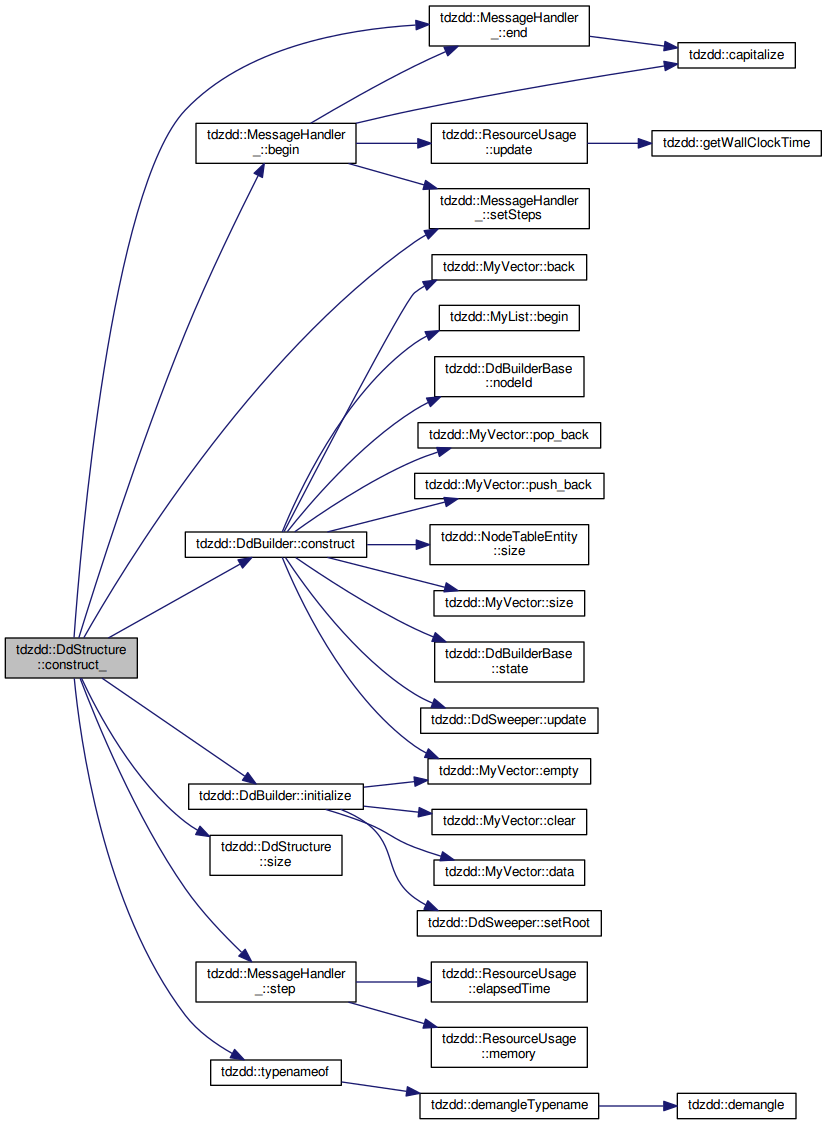 tdzdd::MessageHandler
_::end
tdzdd::capitalize
tdzdd::MessageHandler
_::begin
tdzdd::ResourceUsage
::update
tdzdd::getWallClockTime
tdzdd::MessageHandler
_::setSteps
tdzdd::MyVector::back
tdzdd::MyList::begin
tdzdd::DdBuilderBase
::nodeId
tdzdd::MyVector::pop_back
tdzdd::MyVector::push_back
tdzdd::DdBuilder::construct
tdzdd::NodeTableEntity
::size
tdzdd::MyVector::size
tdzdd::DdStructure
::construct_
tdzdd::DdBuilderBase
::state
tdzdd::DdSweeper::update
tdzdd::MyVector::empty
tdzdd::DdBuilder::initialize
tdzdd::MyVector::clear
tdzdd::DdStructure
::size
tdzdd::MyVector::data
tdzdd::DdSweeper::setRoot
tdzdd::MessageHandler
_::step
tdzdd::ResourceUsage
::elapsedTime
tdzdd::ResourceUsage
::memory
tdzdd::typenameof
tdzdd::demangleTypename
tdzdd::demangle